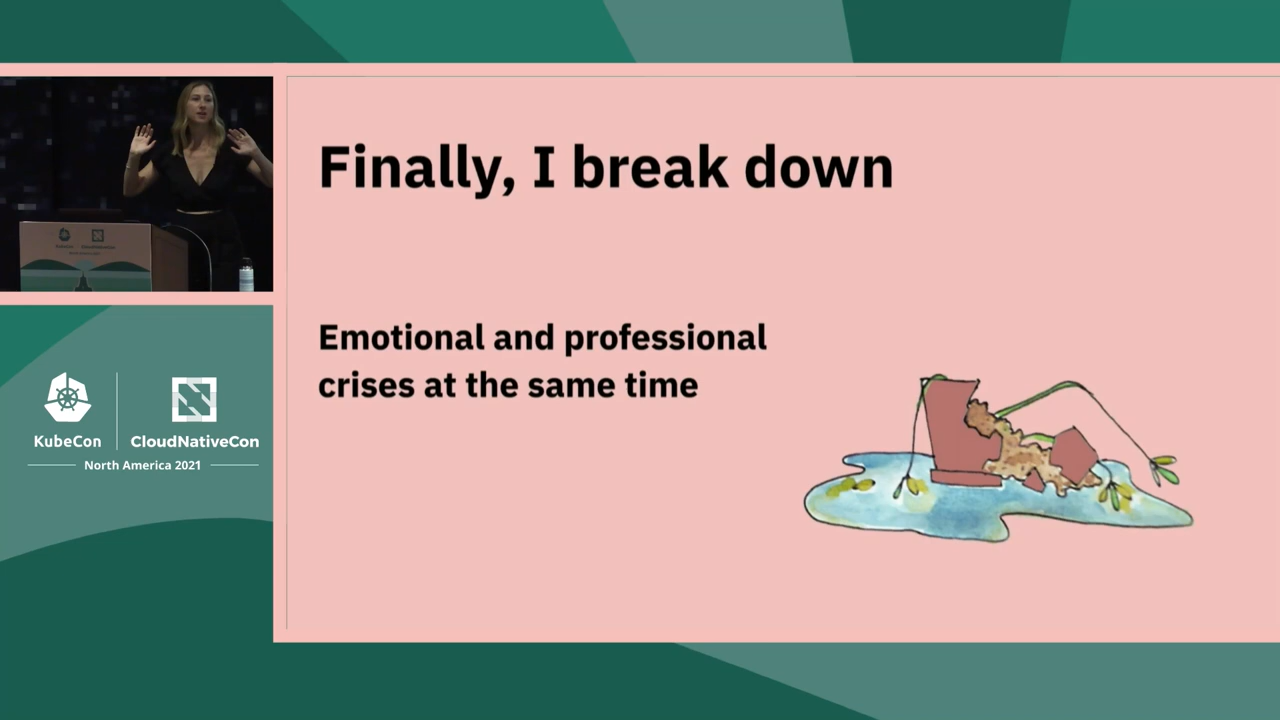 Finally, I break down
Emotional and professional
crises at the same time
KubeCon
CloudNativeCon
North America 2021